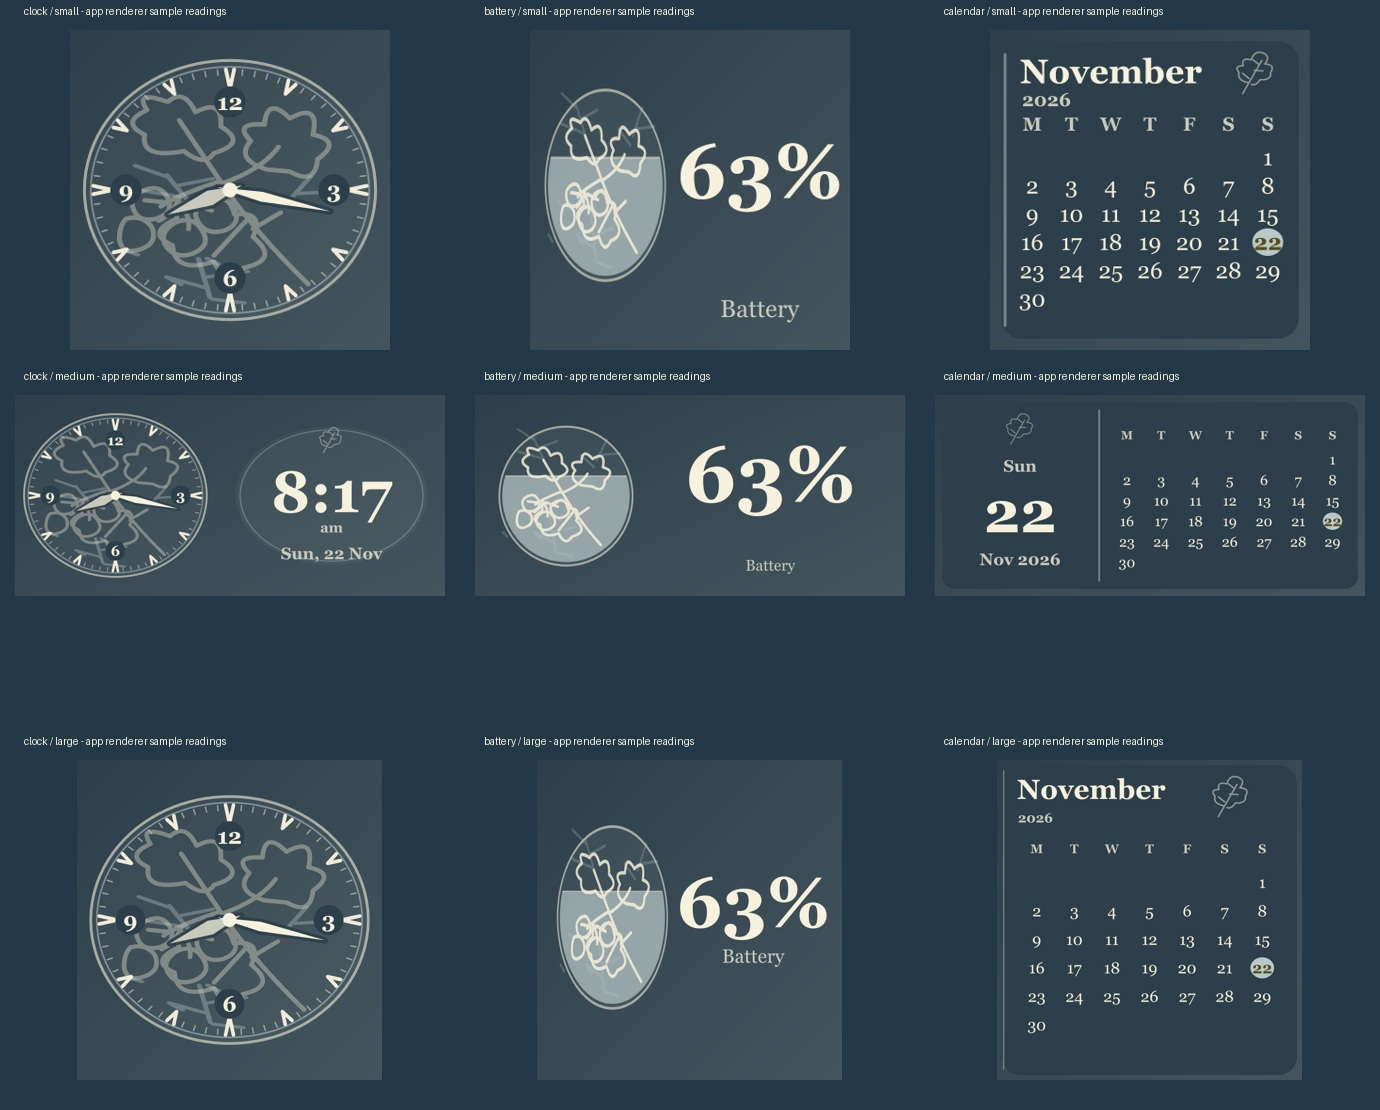 clock / small - app renderer sample readings
12
9
3
6
battery / small - app renderer sample readings
63%
Battery
calendar / small - app renderer sample readings
November
2026
M T W T F S S
1
2 3 4 5 6 7 8
9 10 11 12 13 14 15
16 17 18 19 20 21 22
23 24 25 26 27 28 29
30
clock / medium - app renderer sample readings
12
9
3
6
8:17
am
Sun, 22 Nov
battery / medium - app renderer sample readings
63%
Battery
calendar / medium - app renderer sample readings
Sun
22
Nov 2026
M T W T F S S
1
2 3 4 5 6 7 8
9 10 11 12 13 14 15
16 17 18 19 20 21 22
23 24 25 26 27 28 29
30
clock / large - app renderer sample readings
12
9
3
6
battery / large - app renderer sample readings
63%
Battery
calendar / large - app renderer sample readings
November
2026
M T W T F S S
1
2 3 4 5 6 7 8
9 10 11 12 13 14 15
16 17 18 19 20 21 22
23 24 25 26 27 28 29
30